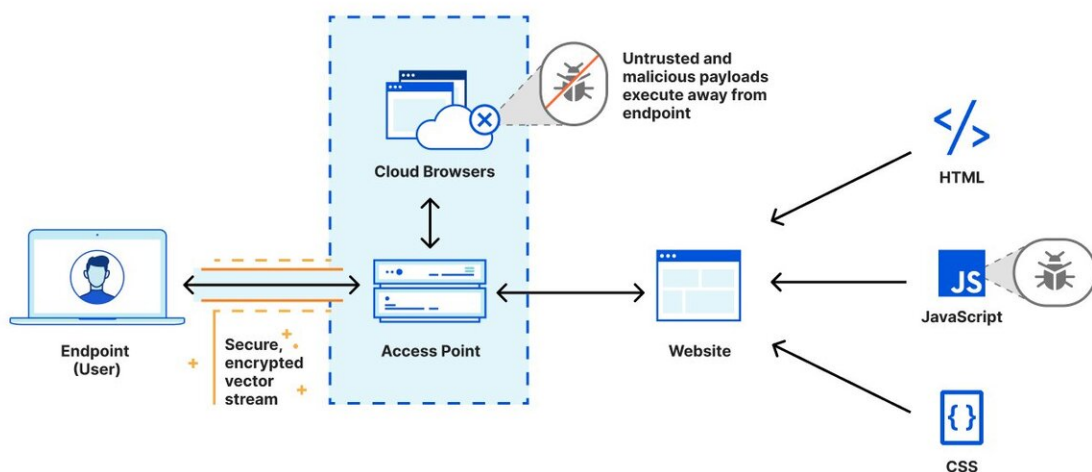 Untrusted and
malicious payloads
execute away from
endpoint
Cloud Browsers
</>
HTML
JS
JavaScript
Endpoint
(User)
Secure,
encrypted
vector
stream
Access Point
Website
{ }
CSS